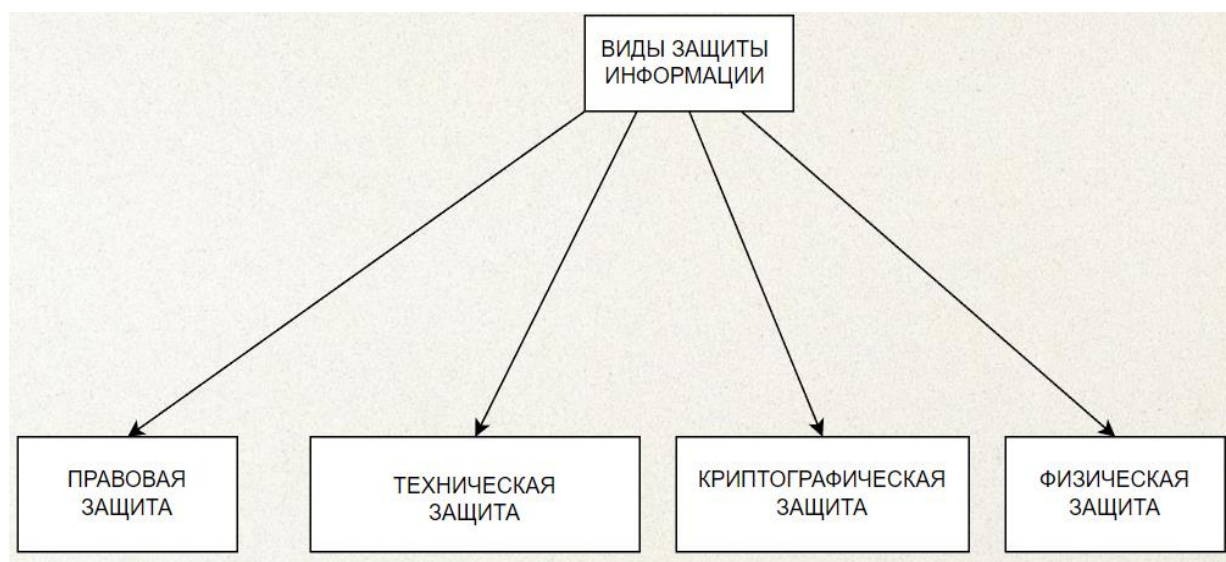 ВИДЫ ЗАЩИТЫ
ИНФОРМАЦИИ
ПРАВОВАЯ
ЗАЩИТА
ТЕХНИЧЕСКАЯ
ЗАЩИТА
КРИПТОГРАФИЧЕСКАЯ
ЗАЩИТА
ФИЗИЧЕСКАЯ
ЗАЩИТА